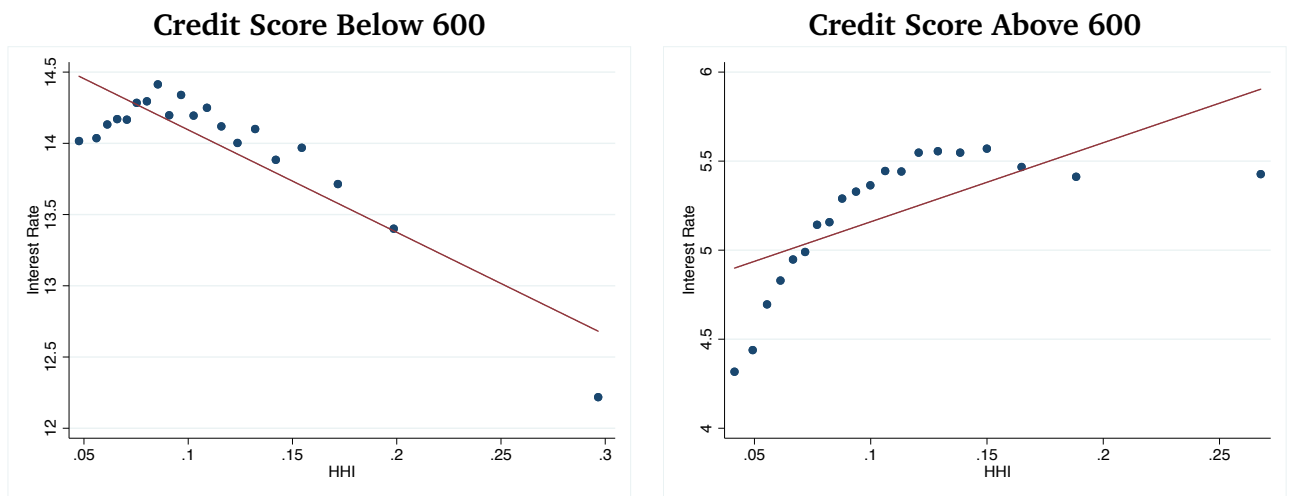 Credit Score Below 600
14.5
14
13.5
13
12.5
12
Interest Rate
.05 .1 .15 .2 .25 .3
HHI
Credit Score Above 600
6
5.5
5
4.5
4
Interest Rate
.05 .1 .15 .2 .25
HHI